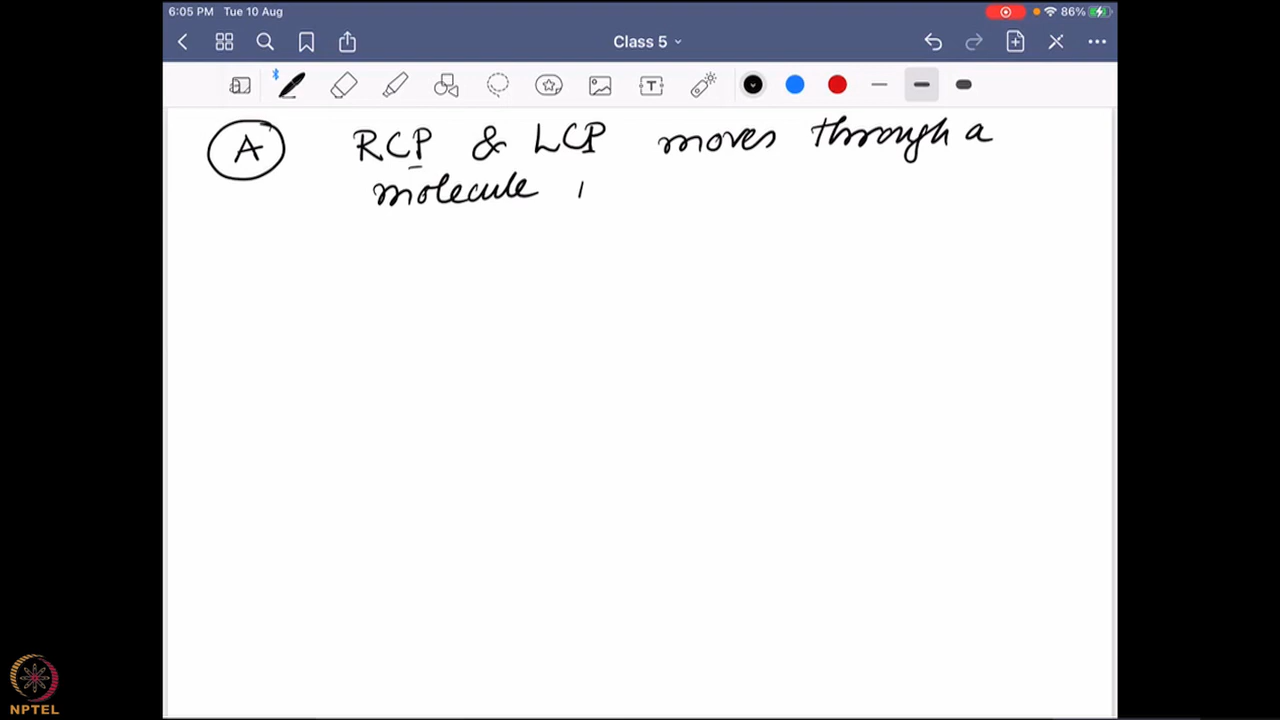 6:05 PM Tue 10 Aug 86%
Class 5
T
A RCP & LCP moves through a
molecule
NPTEL